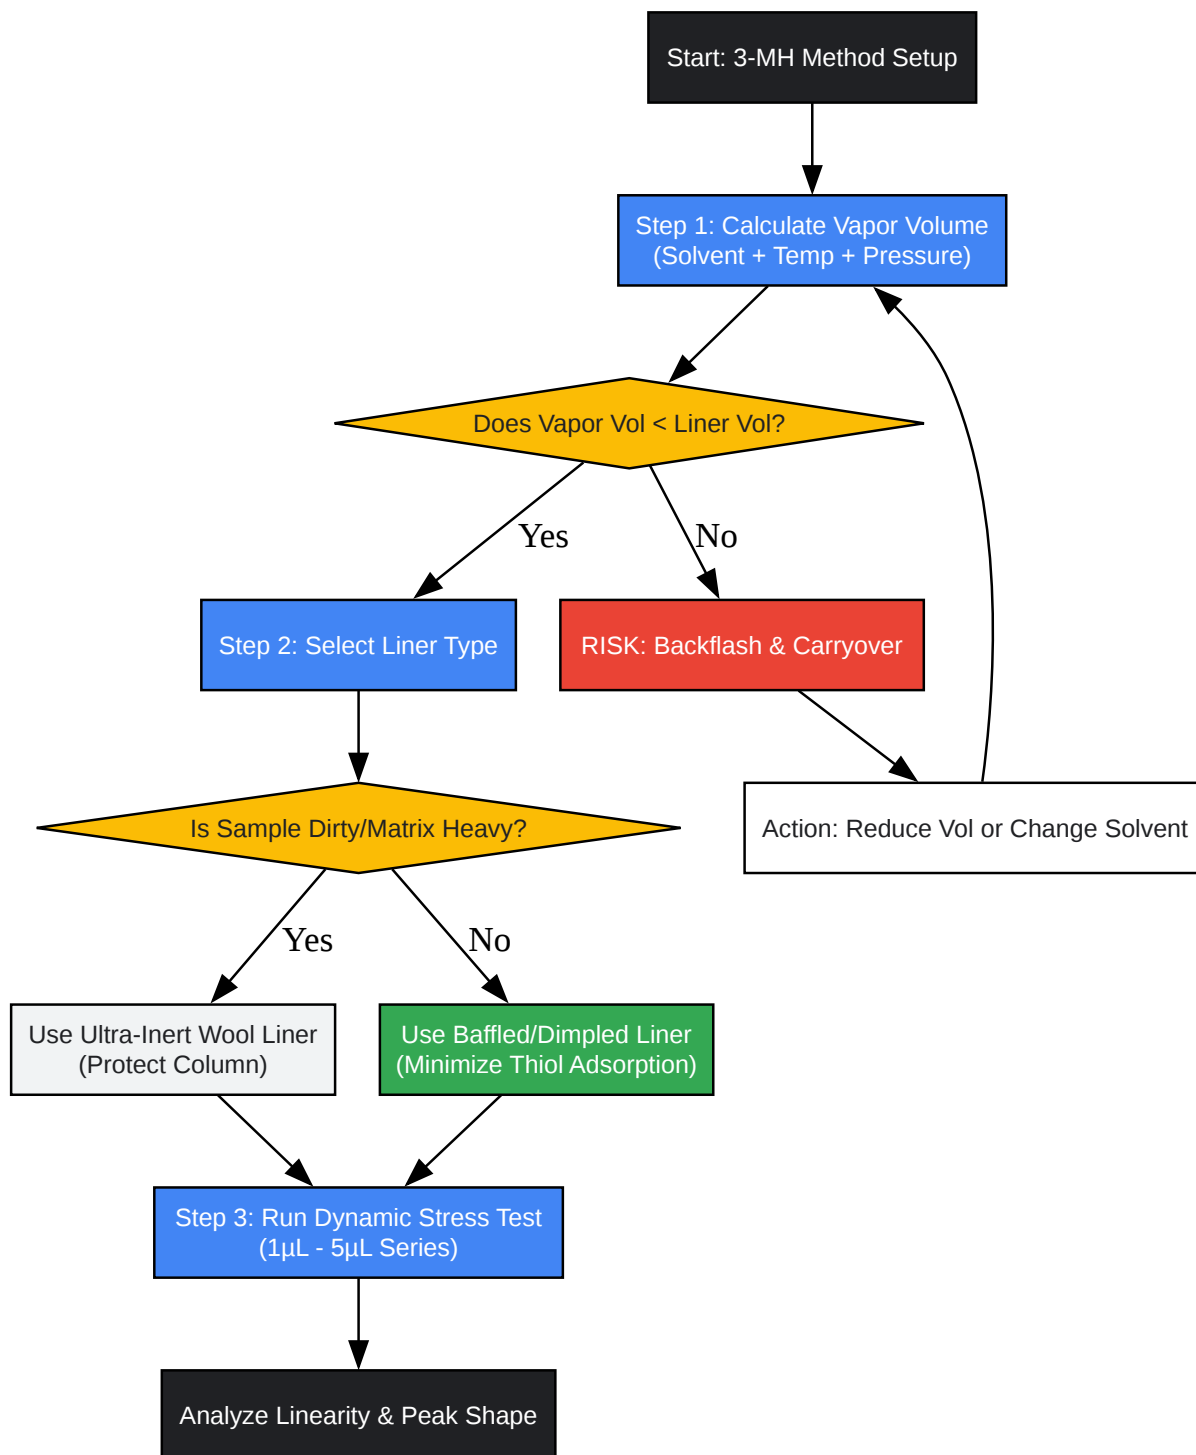 Start: 3-MH Method Setup
Step 1: Calculate Vapor Volume
(Solvent + Temp + Pressure)
Does Vapor Vol < Liner Vol?
Yes
No
Step 2: Select Liner Type
RISK: Backflash & Carryover
Is Sample Dirty/Matrix Heavy?
Action: Reduce Vol or Change Solvent
Yes
No
Use Ultra-Inert Wool Liner
(Protect Column)
Use Baffled/Dimpled Liner
(Minimize Thiol Adsorption)
Step 3: Run Dynamic Stress Test
(1µL - 5µL Series)
Analyze Linearity & Peak Shape